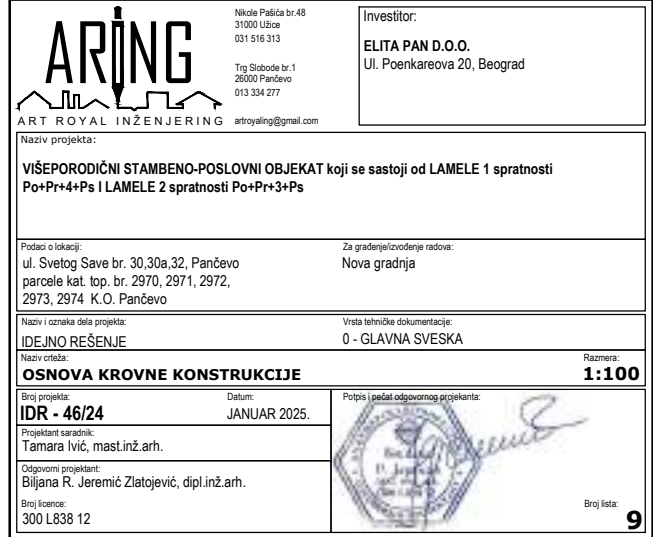 ARING
ART ROYAL INŽENJERING
Nikole Pašića br.48
31000 Užice
031 516 313
Trg Slobode br.1
26000 Pančevo
013 334 277
artroyaling@gmail.com
Investitor:
ELITA PAN D.O.O.
Ul. Poenkareova 20, Beograd
Naziv projekta:
VIŠEPORODIČNI STAMBENO-POSLOVNI OBJEKAT koji se sastoji od LAMELE 1 spratnosti
Po+Pr+4+Ps I LAMELE 2 spratnosti Po+Pr+3+Ps
Podaci o lokaciji:
ul. Svetog Save br. 30,30a,32, Pančevo
parcele kat. top. br. 2970, 2971, 2972,
2973, 2974 K.O. Pančevo
Za građenje/izvođenje radova:
Nova gradnja
Naziv i oznaka dela projekta:
IDEJNO REŠENJE
Vrsta tehničke dokumentacije:
0 - GLAVNA SVESKA
Naziv crteža:
OSNOVA KROVNE KONSTRUKCIJE
Razmera:
1:100
Broj projekta:
IDR - 46/24
Datum:
JANUAR 2025.
Projektant saradnik:
Tamara Ivić, mast.inž.arh.
Odgovorni projektant:
Biljana R. Jeremić Zlatojević, dipl.inž.arh.
Broj licence:
300 L838 12
Potpis i pečat odgovornog projekanta:
Broj lista:
9